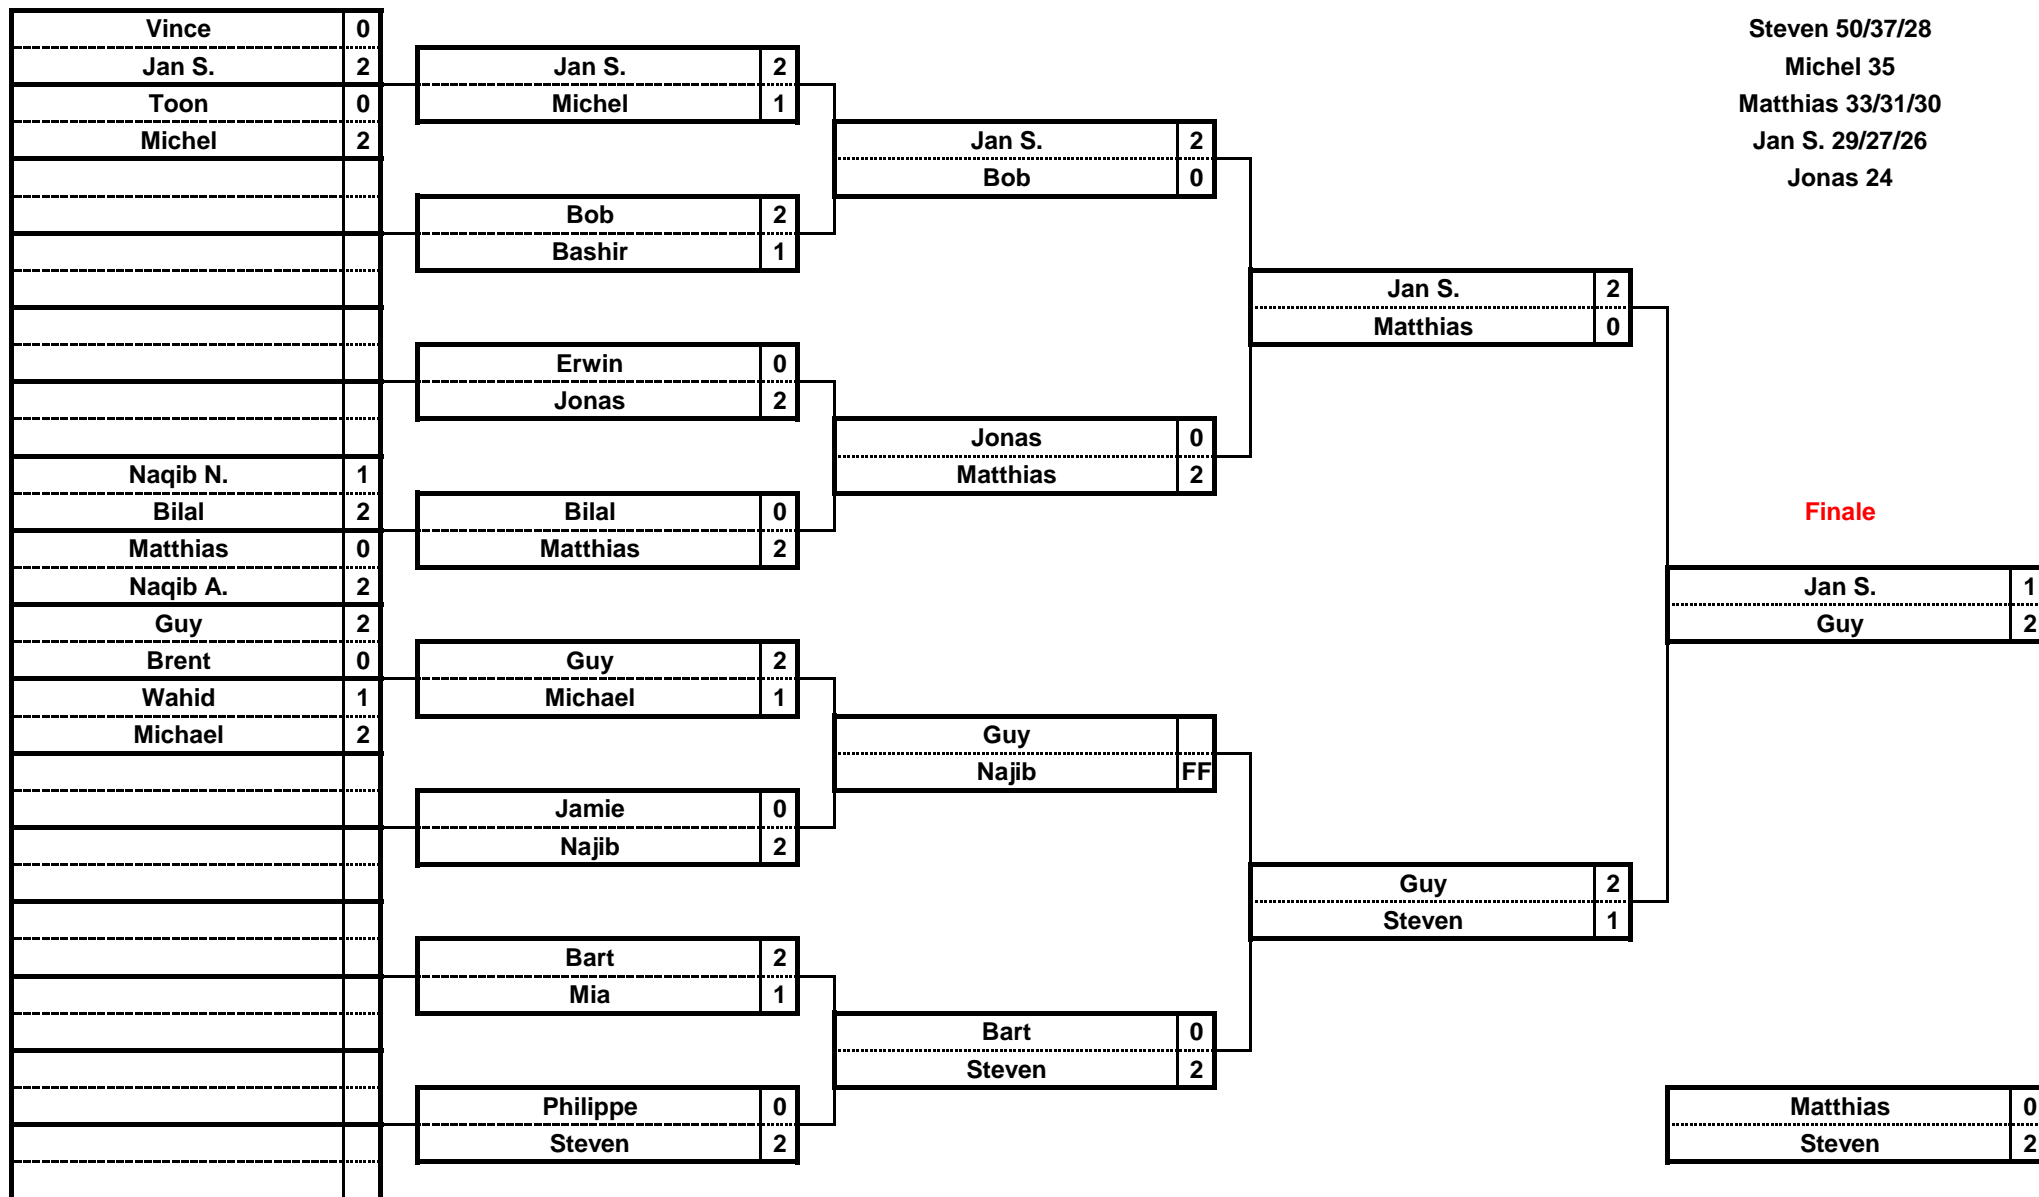 Vince 0
Jan S. 2
Toon 0
Michel 2
Naqib N. 1
Bilal 2
Matthias 0
Naqib A. 2
Guy 2
Brent 0
Wahid 1
Michael 2
Jan S. 2
Michel 1
Bob 2
Bashir 1
Erwin 0
Jonas 2
Bilal 0
Matthias 2
Guy 2
Michael 1
Jamie 0
Najib 2
Bart 2
Mia 1
Philippe 0
Steven 2
Jan S. 2
Bob 0
Jonas 0
Matthias 2
Guy
Najib FF
Bart 0
Steven 2
Jan S. 2
Matthias 0
Guy 2
Steven 1
Steven 50/37/28
Michel 35
Matthias 33/31/30
Jan S. 29/27/26
Jonas 24
Finale
Jan S. 1
Guy 2
Matthias 0
Steven 2